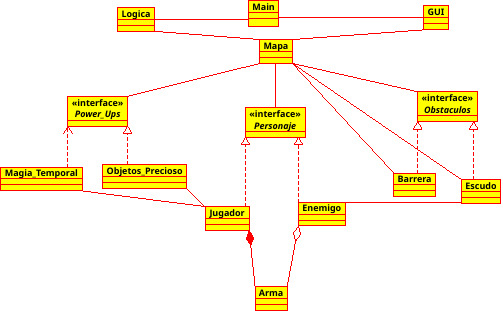 Main
Logica
GUI
Mapa
«interface»
Power_Ups
«interface»
Personaje
«interface»
Obstaculos
Magia_Temporal
Objetos_Precioso
Barrera
Escudo
Jugador
Enemigo
Arma